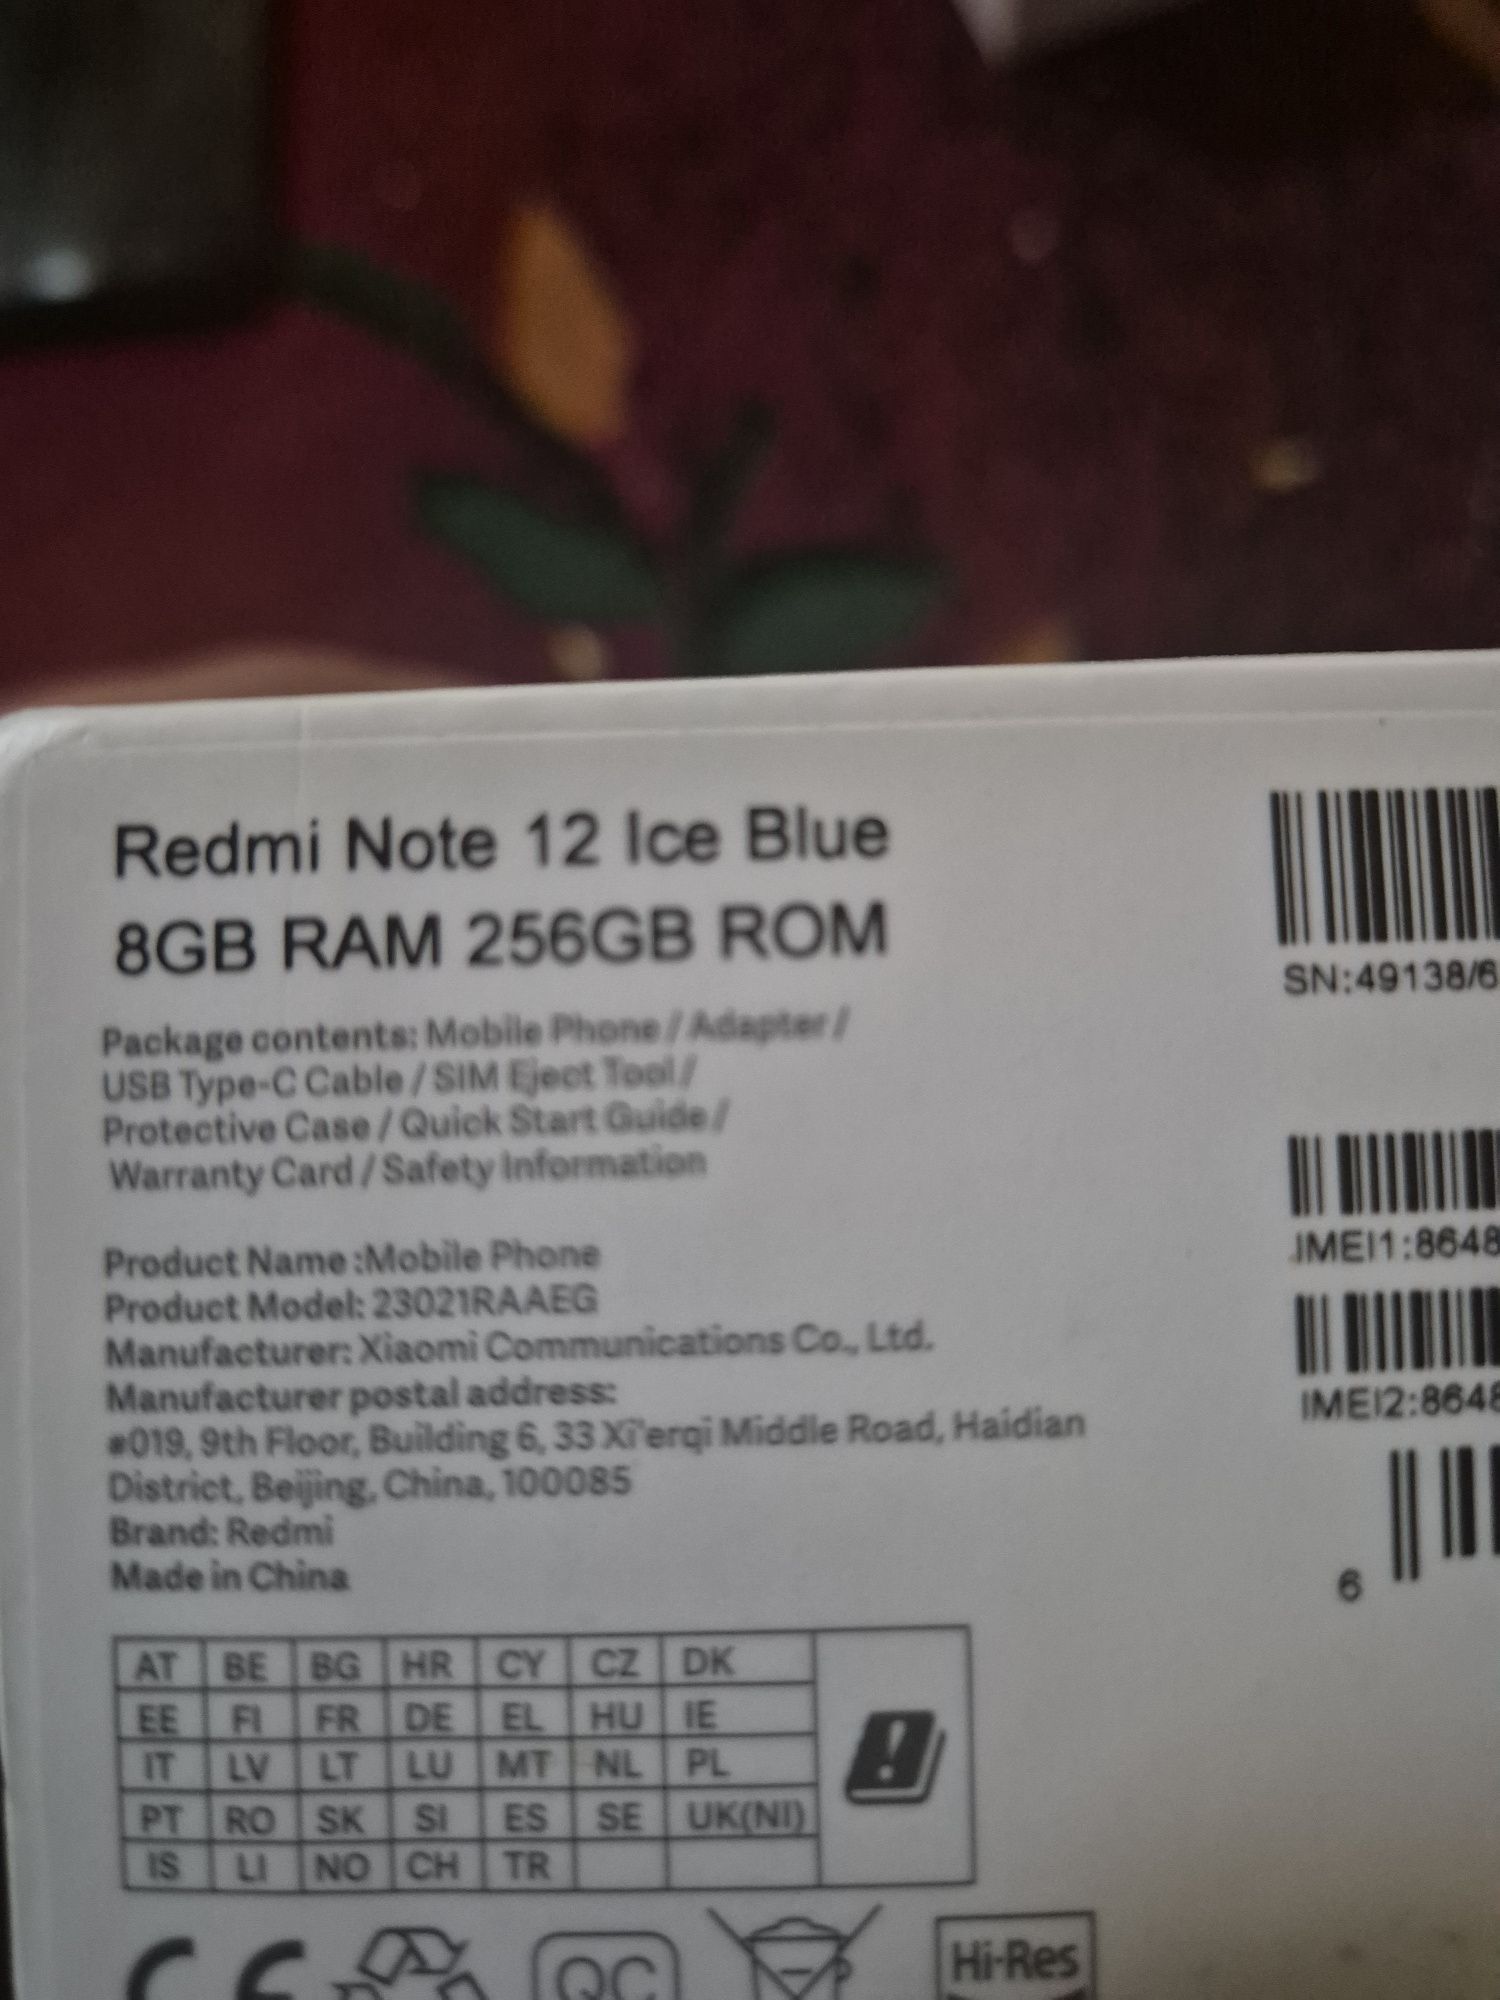 Redmi Note 12 Ice Blue
8GB RAM 256GB ROM
Package contents: Mobile Phone / Adapter /
USB Type-C Cable / SIM Eject Tool /
Protective Case / Quick Start Guide /
Warranty Card / Safety Information
Product Name :Mobile Phone
Product Model: 23021RAAEG
Manufacturer: Xiaomi Communications Co., Ltd.
Manufacturer postal address:
#019, 9th Floor, Building 6, 33 Xi'erqi Middle Road, Haidian
District, Beijing, China, 100085
Brand: Redmi
Made in China
SN:49138/6
IMEI1:8648
IMEI2:8648
6
AT BE BG HR CY CZ DK
EE FI FR DE EL HU IE
IT LV LT LU MT NL PL
PT RO SK SI ES SE UK(NI)
IS LI NO CH TR
CE
QC
Hi-Res